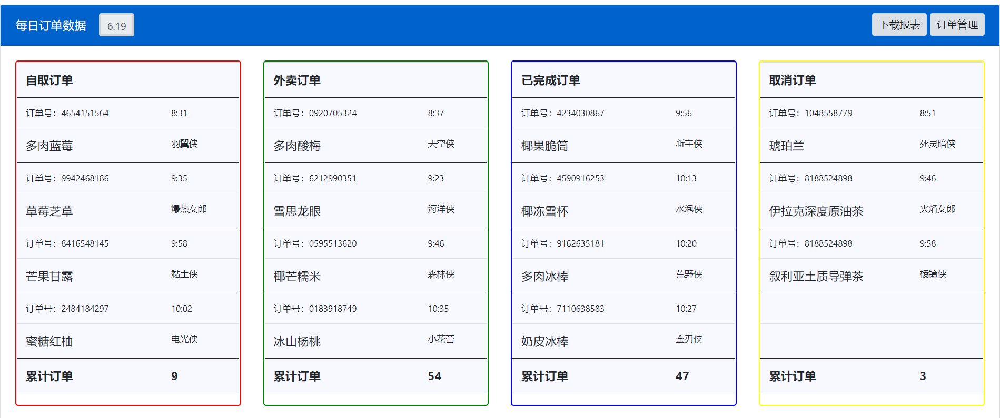 每日订单数据 6.19 下载报表 订单管理
自取订单
订单号：4654151564 8:31
多肉蓝莓 羽翼侠
订单号：9942468186 9:35
草莓芝草 爆热女郎
订单号：8416548145 9:58
芒果甘露 黏土侠
订单号：2484184297 10:02
蜜糖红柚 电光侠
累计订单 9
外卖订单
订单号：0920705324 8:37
多肉酸梅 天空侠
订单号：6212990351 9:23
雪思龙眼 海洋侠
订单号：0595513620 9:46
椰芒糯米 森林侠
订单号：0183918749 10:35
冰山杨桃 小花蕾
累计订单 54
已完成订单
订单号：4234030867 9:56
椰果脆筒 新宇侠
订单号：4590916253 10:13
椰冻雪杯 水泡侠
订单号：9162635181 10:20
多肉冰棒 荒野侠
订单号：7110638583 10:27
奶皮冰棒 金刃侠
累计订单 47
取消订单
订单号：1048558779 8:51
琥珀兰 死灵暗侠
订单号：8188524898 9:46
伊拉克深度原油茶 火焰女郎
订单号：8188524898 9:58
叙利亚土质导弹茶 棱镜侠
累计订单 3